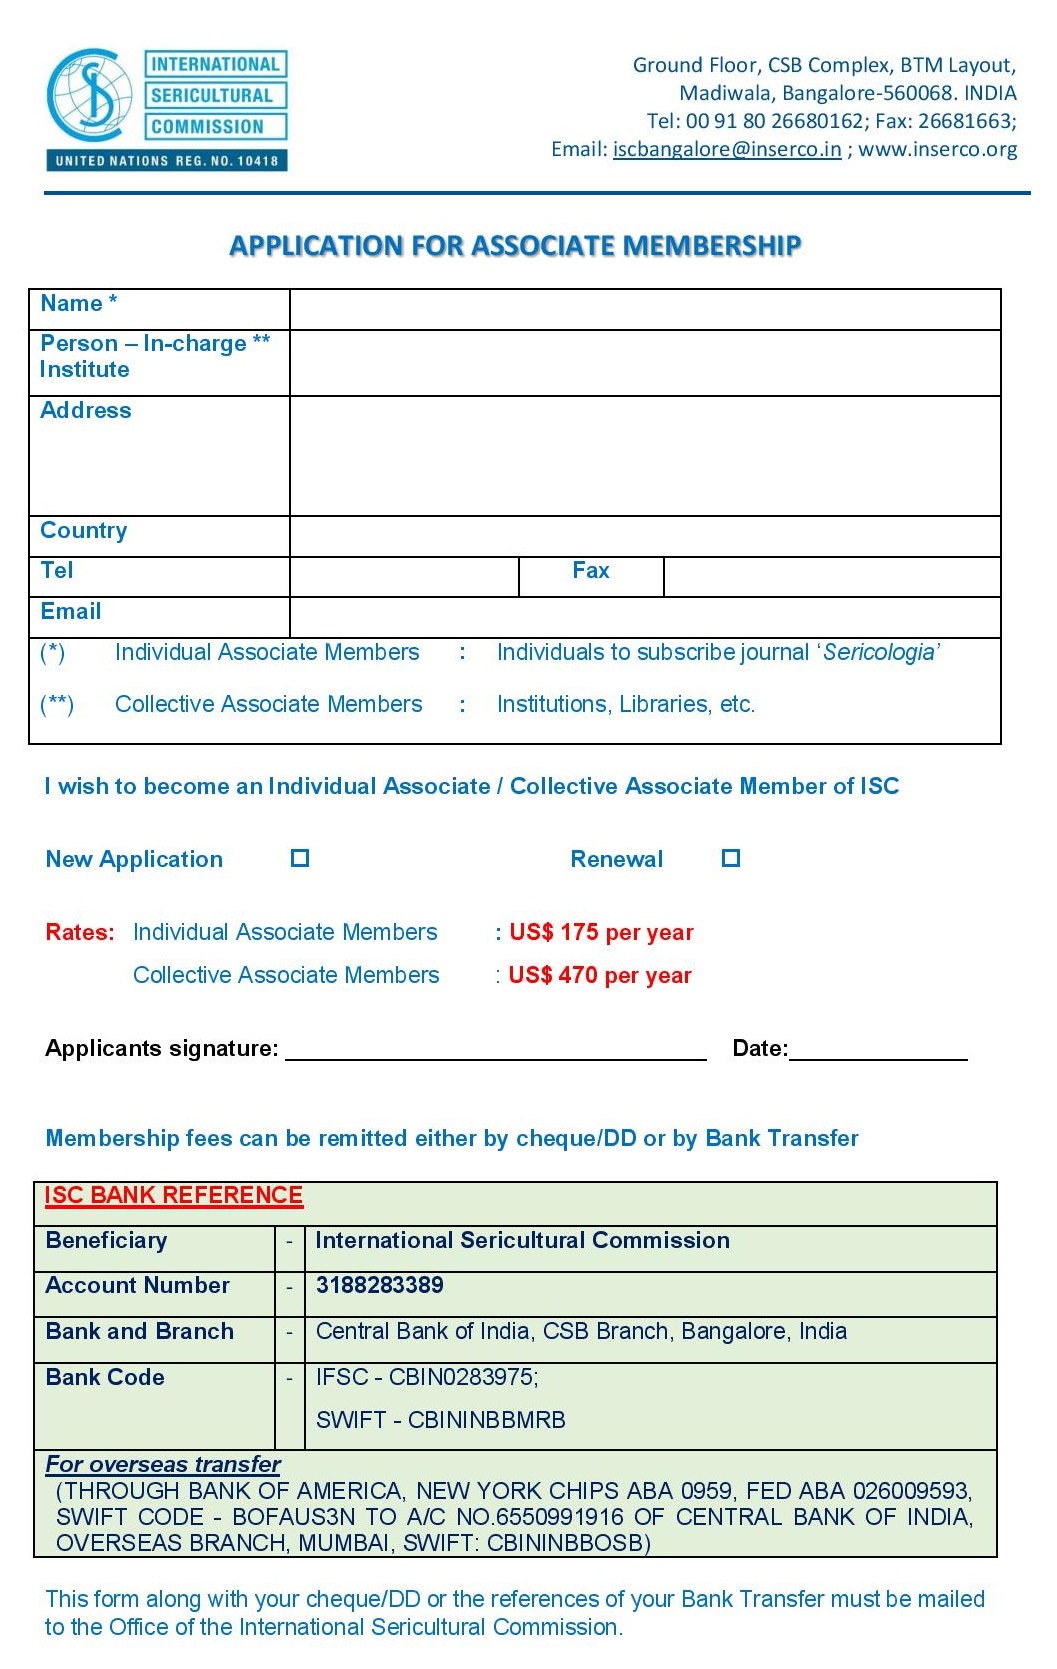 INTERNATIONAL
SERICULTURAL
COMMISSION
UNITED NATIONS REG. NO. 10418
Ground Floor, CSB Complex, BTM Layout,
Madiwala, Bangalore-560068. INDIA
Tel: 00 91 80 26680162; Fax: 26681663;
Email: iscbangalore@inserco.in ; www.inserco.org
APPLICATION FOR ASSOCIATE MEMBERSHIP
Name *
Person – In-charge **
Institute
Address
Country
Tel Fax
Email
(*) Individual Associate Members : Individuals to subscribe journal ‘Sericologia’
(**) Collective Associate Members : Institutions, Libraries, etc.
I wish to become an Individual Associate / Collective Associate Member of ISC
New Application ☐ Renewal ☐
Rates: Individual Associate Members : US$ 175 per year
Collective Associate Members : US$ 470 per year
Applicants signature: ______________________ Date:______________
Membership fees can be remitted either by cheque/DD or by Bank Transfer
ISC BANK REFERENCE
Beneficiary - International Sericultural Commission
Account Number - 3188283389
Bank and Branch - Central Bank of India, CSB Branch, Bangalore, India
Bank Code - IFSC - CBIN0283975;
SWIFT - CBININBBMRB
For overseas transfer
(THROUGH BANK OF AMERICA, NEW YORK CHIPS ABA 0959, FED ABA 026009593,
SWIFT CODE - BOFAUS3N TO A/C NO.6550991916 OF CENTRAL BANK OF INDIA,
OVERSEAS BRANCH, MUMBAI, SWIFT: CBININBBOSB)
This form along with your cheque/DD or the references of your Bank Transfer must be mailed
to the Office of the International Sericultural Commission.